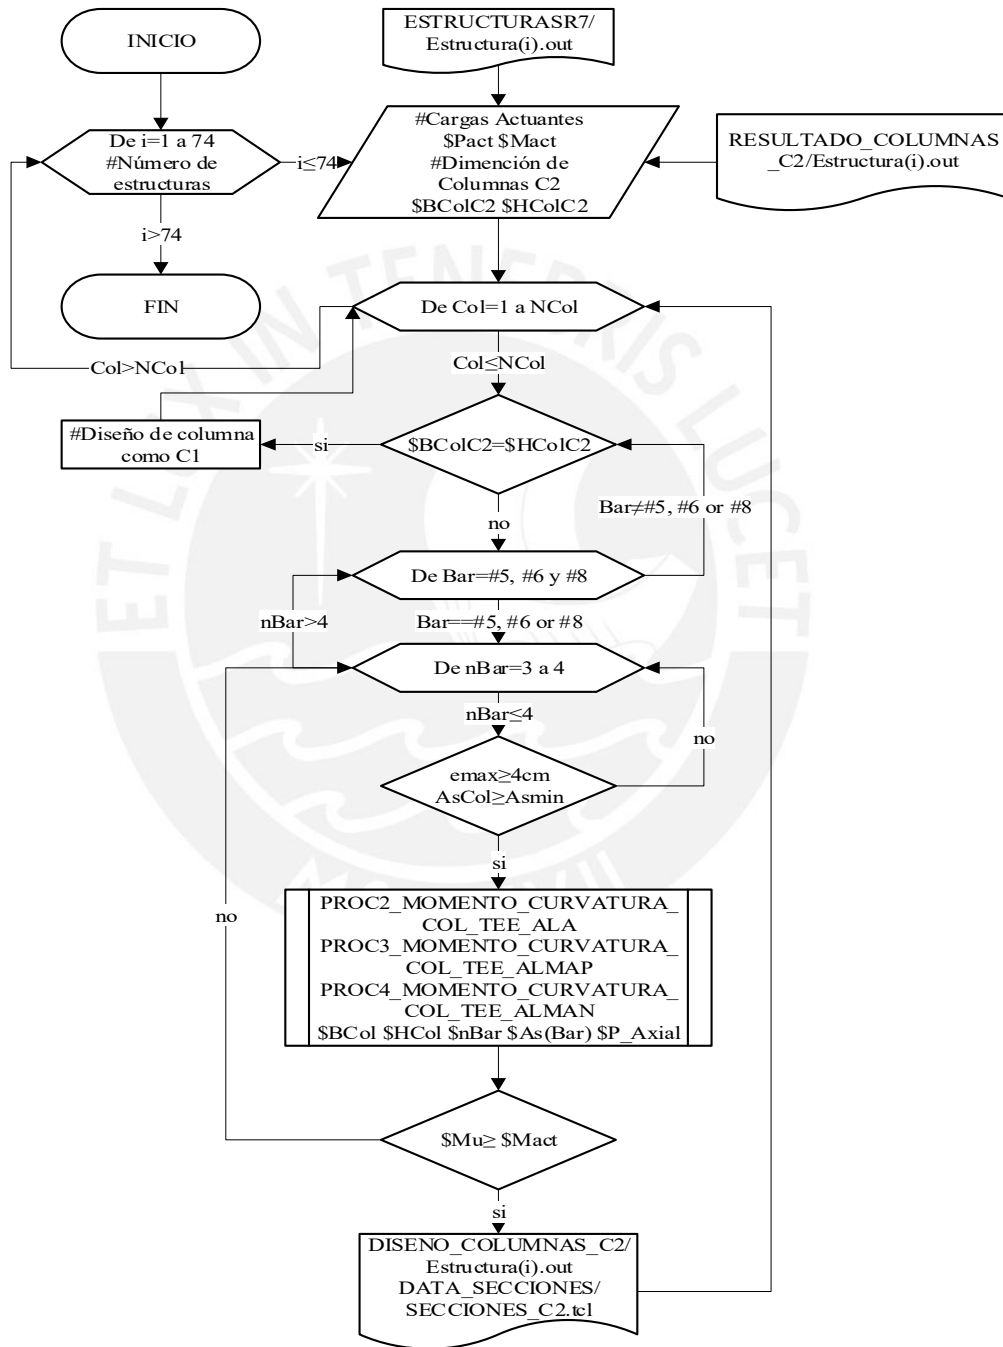 INICIO
ESTRUCTURASR7/
Estructura(i).out
De i=1 a 74
#Número de
estructuras
i≤74
#Cargas Actuantes
$Pact $Mact
#Dimención de
Columnas C2
$BColC2 $HColC2
RESULTADO_COLUMNAS
_C2/Estructura(i).out
i>74
FIN
De Col=1 a NCol
Col>NCol
Col≤NCol
#Diseño de columna
como C1
si
$BColC2=$HColC2
no
Bar≠#5, #6 or #8
De Bar=#5, #6 y #8
nBar>4
Bar==#5, #6 or #8
De nBar=3 a 4
nBar≤4
no
emax≥4cm
AsCol≥Asmin
si
no
PROC2_MOMENTO_CURVATURA_
COL_TEE_ALA
PROC3_MOMENTO_CURVATURA_
COL_TEE_ALMAP
PROC4_MOMENTO_CURVATURA_
COL_TEE_ALMAN
$BCol $HCol $nBar $As(Bar) $P_Axial
$Mu≥ $Mact
si
DISENO_COLUMNAS_C2/
Estructura(i).out
DATA_SECCIONES/
SECCIONES_C2.tcl
ET LUX IN TENEBRIS LUCET